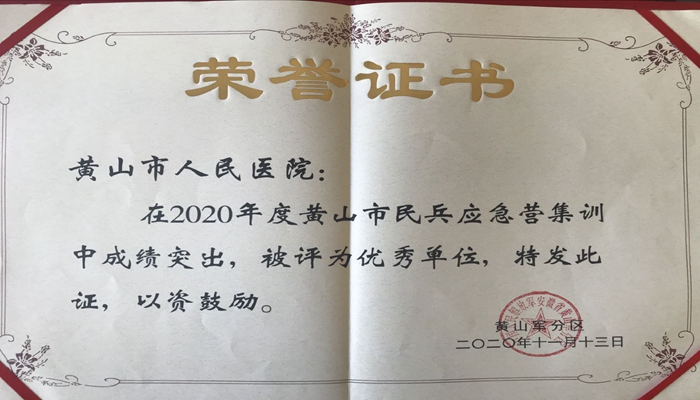 荣誉证书
黄山市人民医院：
在2020年度黄山市民兵应急营集训
中成绩突出，被评为优秀单位，特发此
证，以资鼓励。
黄山军分区
二〇二〇年十一月十三日